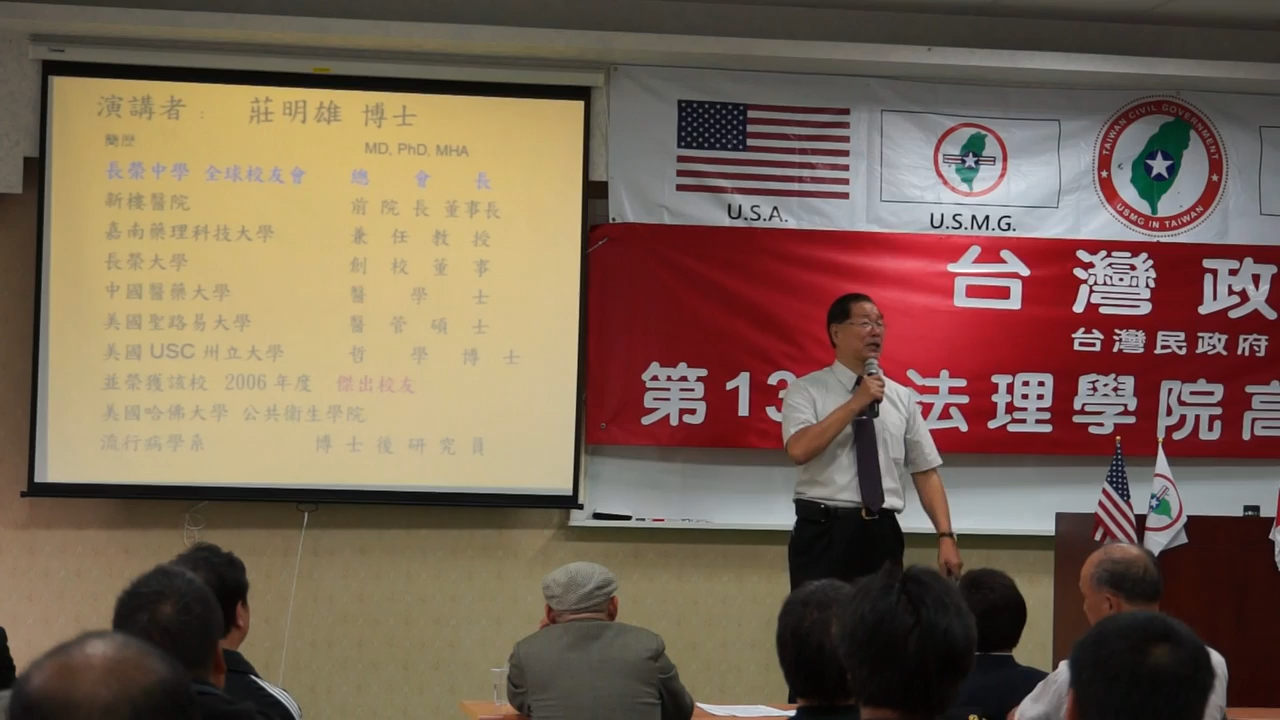 演講者： 莊明雄 博士
簡歷 MD, PhD, MHA
長榮中學 全球校友會 總會長
新樓醫院 前院長 董事長
嘉南藥理科技大學 兼任教授
長榮大學 創校董事
中國醫藥大學 醫學士
美國聖路易大學 醫管碩士
美國 USC 州立大學 哲學博士
並榮獲該校 2006 年度 傑出校友
美國哈佛大學 公共衛生學院
流行病學系 博士後研究員
U.S.A.
U.S.M.G.
TAIWAN CIVIL GOVERNMENT
USMG IN TAIWAN
台灣政
台灣民政府
第13 法理學院高